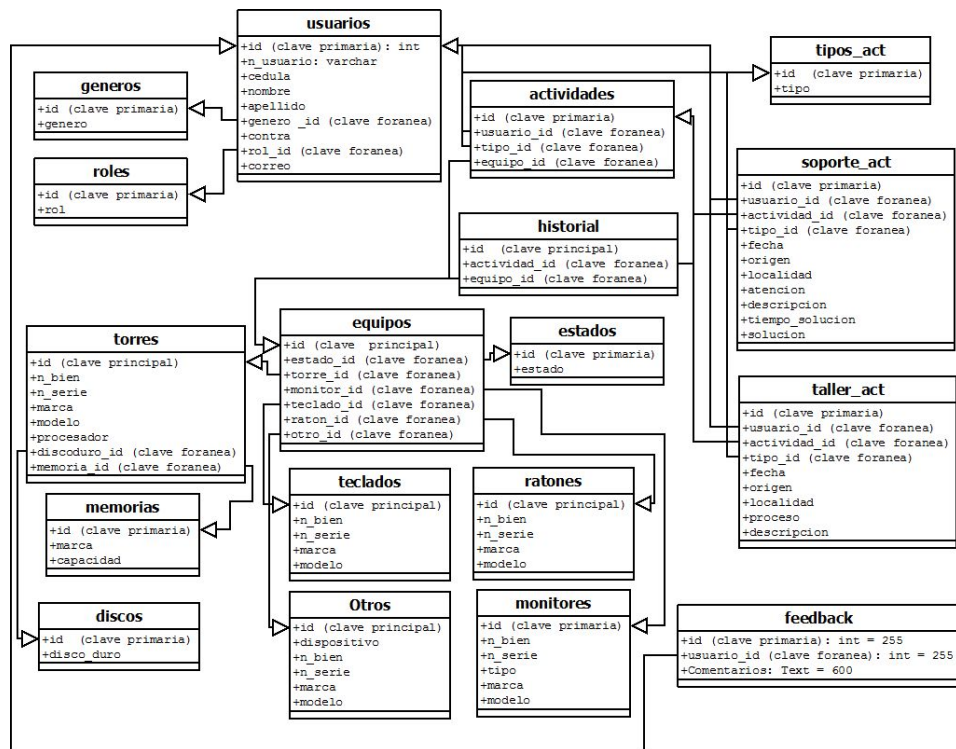 usuarios
+id (clave primaria): int
+n_usuario: varchar
+cedula
+nombre
+apellido
+genero _id (clave foranea)
+contra
+rol_id (clave foranea)
+correo
generos
+id (clave primaria)
+genero
roles
+id (clave primaria)
+rol
actividades
+id (clave primaria)
+usuario_id (clave foranea)
+tipo_id (clave foranea)
+equipo_id (clave foranea)
tipos_act
+id (clave primaria)
+tipo
soporte_act
+id (clave primaria)
+usuario_id (clave foranea)
+actividad_id (clave foranea)
+tipo_id (clave foranea)
+fecha
+origen
+localidad
+atencion
+descripcion
+tiempo_solucion
+solucion
historial
+id (clave principal)
+actividad_id (clave foranea)
+equipo_id (clave foranea)
torres
+id (clave principal)
+n_bien
+n_serie
+marca
+modelo
+procesador
+discoduro_id (clave foranea)
+memoria_id (clave foranea)
equipos
+id (clave principal)
+estado_id (clave foranea)
+torre_id (clave foranea)
+monitor_id (clave foranea)
+teclado_id (clave foranea)
+raton_id (clave foranea)
+otro_id (clave foranea)
estados
+id (clave primaria)
+estado
taller_act
+id (clave primaria)
+usuario_id (clave foranea)
+actividad_id (clave foranea)
+tipo_id (clave foranea)
+fecha
+origen
+localidad
+proceso
+descripcion
memorias
+id (clave primaria)
+marca
+capacidad
teclados
+id (clave principal)
+n_bien
+n_serie
+marca
+modelo
ratones
+id (clave principal)
+n_bien
+n_serie
+marca
+modelo
discos
+id (clave primaria)
+disco_duro
Otros
+id (clave principal)
+dispositivo
+n_bien
+n_serie
+marca
+modelo
monitores
+id (clave primaria)
+n_bien
+n_serie
+tipo
+marca
+modelo
feedback
+id (clave primaria): int = 255
+usuario_id (clave foranea): int = 255
+Comentarios: Text = 600